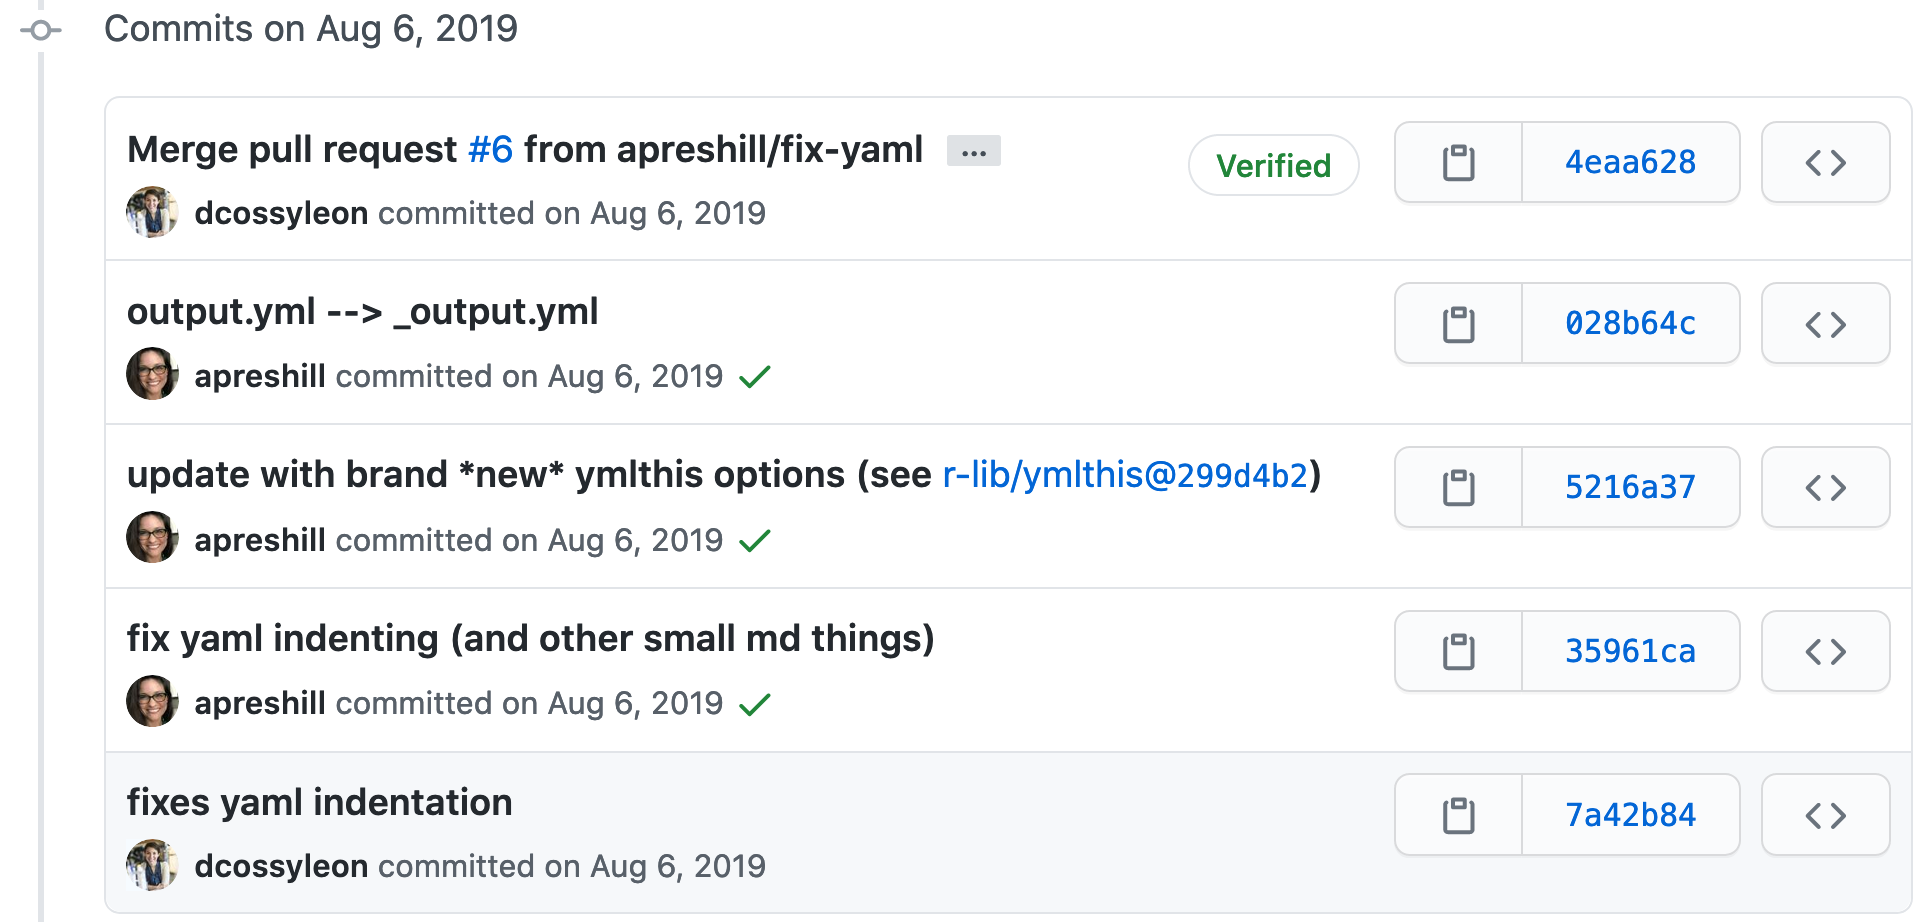 Commits on Aug 6, 2019
Merge pull request #6 from apreshill/fix-yaml ...
Verified
4eaa628
dcossyleon committed on Aug 6, 2019
output.yml --> _output.yml
028b64c
apreshill committed on Aug 6, 2019
update with brand *new* ymlthis options (see r-lib/ymlthis@299d4b2)
5216a37
apreshill committed on Aug 6, 2019
fix yaml indenting (and other small md things)
35961ca
apreshill committed on Aug 6, 2019
fixes yaml indentation
7a42b84
dcossyleon committed on Aug 6, 2019